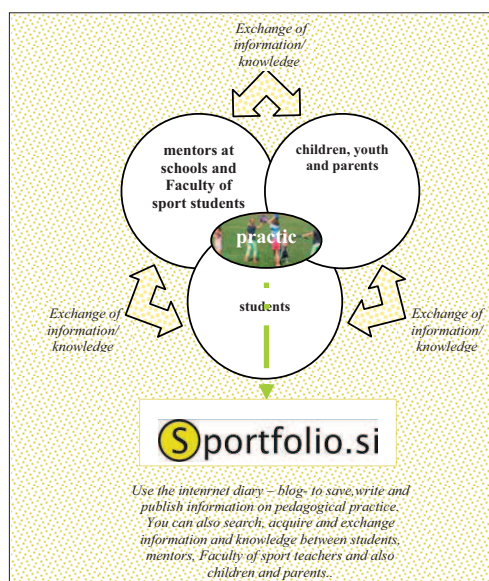 Exchange of
information/
knowledge
mentors at
schools and
Faculty of
sport students
children, youth
and parents
practic
students
Exchange of
information/
knowledge
Exchange of
information/
knowledge
Sportfolio.si
Use the intenrnet diary – blog- to save,write and
publish information on pedagogical practice.
You can also search, acquire and exchange
information and knowledge between students,
mentors, Faculty of sport teachers and also
children and parents..